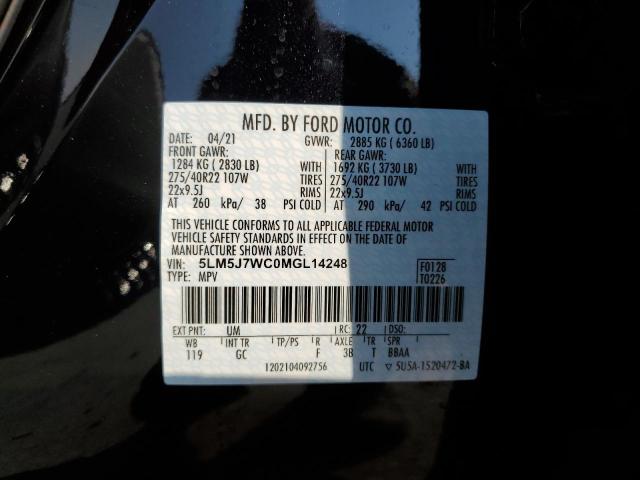 MFD. BY FORD MOTOR CO.
DATE: 04/21 GVWR: 2885 KG ( 6360 LB)
FRONT GAWR: REAR GAWR:
1284 KG ( 2830 LB) WITH 1692 KG ( 3730 LB) WITH
275/40R22 107W TIRES 275/40R22 107W TIRES
22x9.5J RIMS 22x9.5J RIMS
AT 260 kPa/ 38 PSI COLD AT 290 kPa/ 42 PSI COLD
THIS VEHICLE CONFORMS TO ALL APPLICABLE FEDERAL MOTOR
VEHICLE SAFETY STANDARDS IN EFFECT ON THE DATE OF
MANUFACTURE SHOWN ABOVE.
VIN: 5LM5J7WC0MGL14248 F0128
TYPE: MPV T0226
EXT PNT: UM RC: 22 DSO:
WB INT TR TP/PS R AXLE TR SPR
119 GC F 38 T BBAA
1202104092756 UTC ▽ 5U5A-1520472-BA